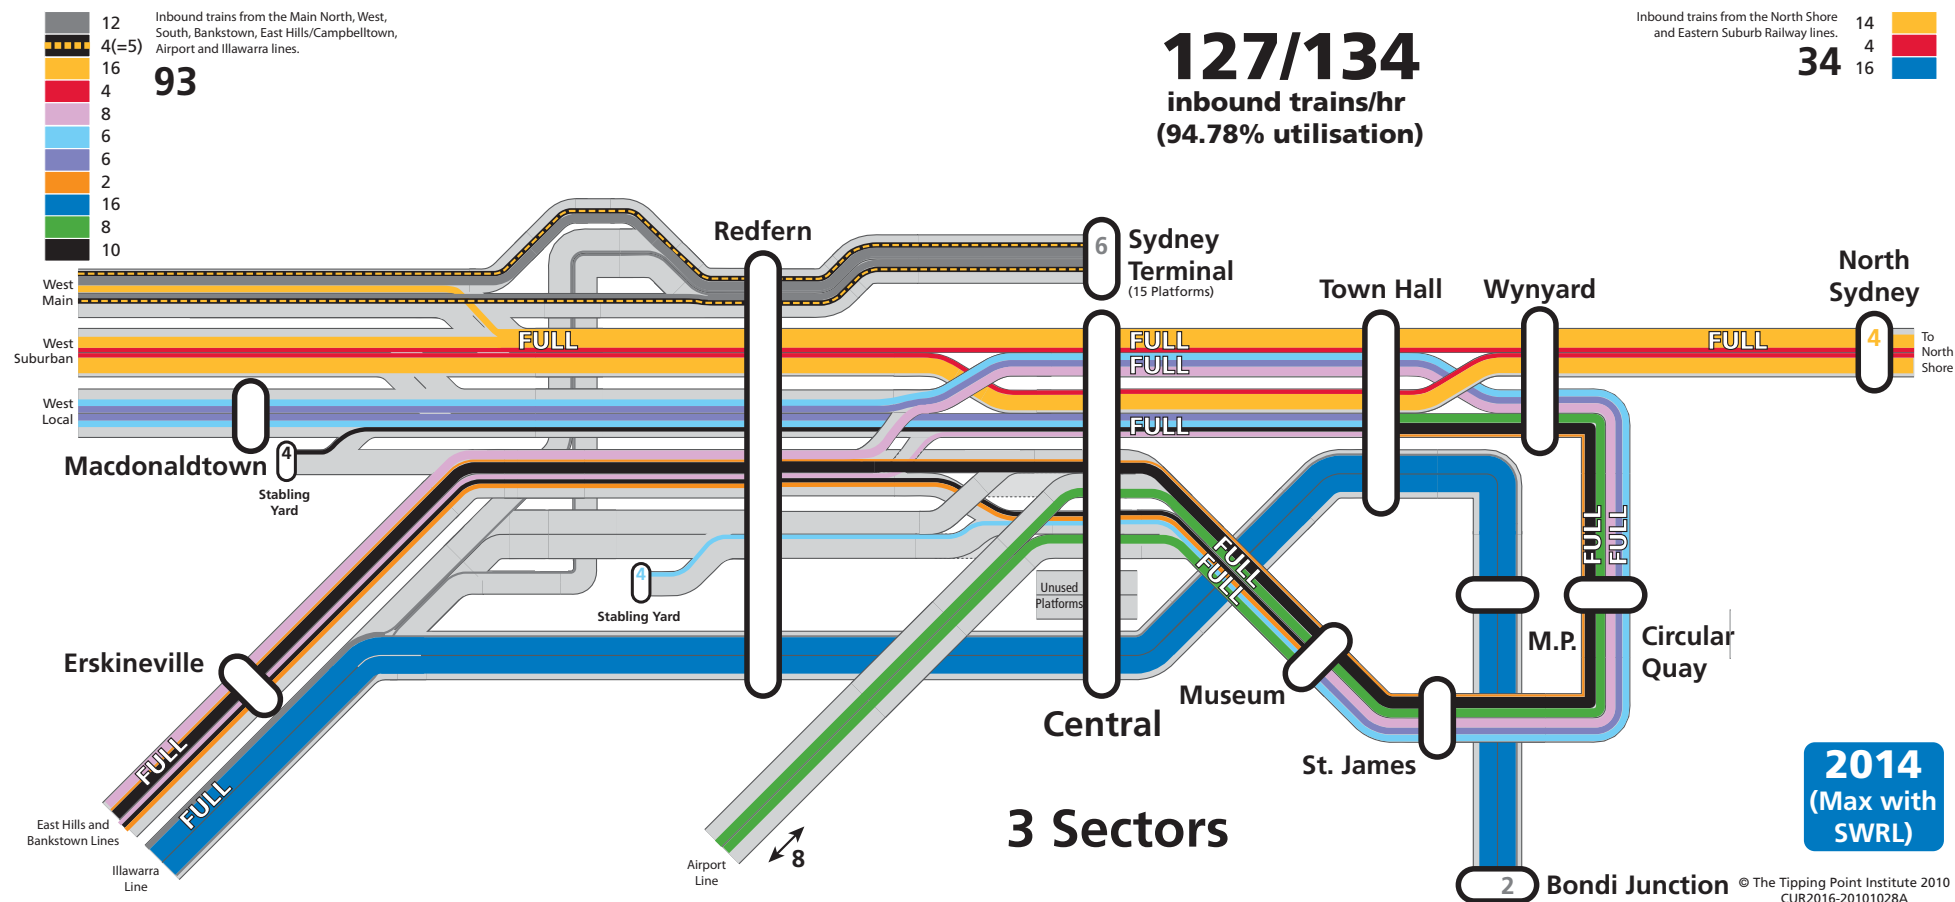 12
4(=5)
16
4
8
6
6
2
16
8
10
Inbound trains from the Main North, West,
South, Bankstown, East Hills/Campbelltown,
Airport and Illawarra lines.
93
127/134
inbound trains/hr
(94.78% utilisation)
Inbound trains from the North Shore
and Eastern Suburb Railway lines.
34
14
4
16
West
Main
West
Suburban
West
Local
Macdonaldtown
4
Stabling
Yard
Redfern
6
Sydney
Terminal
(15 Platforms)
Town Hall
Wynyard
North
Sydney
4
To
North
Shore
FULL
FULL
FULL
FULL
FULL
FULL
FULL
FULL
FULL
FULL
FULL
4
Stabling Yard
Unused
Platforms
Erskineville
East Hills and
Bankstown Lines
Illawarra
Line
Airport
Line
8
Central
Museum
St. James
M.P.
Circular
Quay
3 Sectors
2
Bondi Junction
2014
(Max with
SWRL)
© The Tipping Point Institute 2010
CUR2016-20101028A